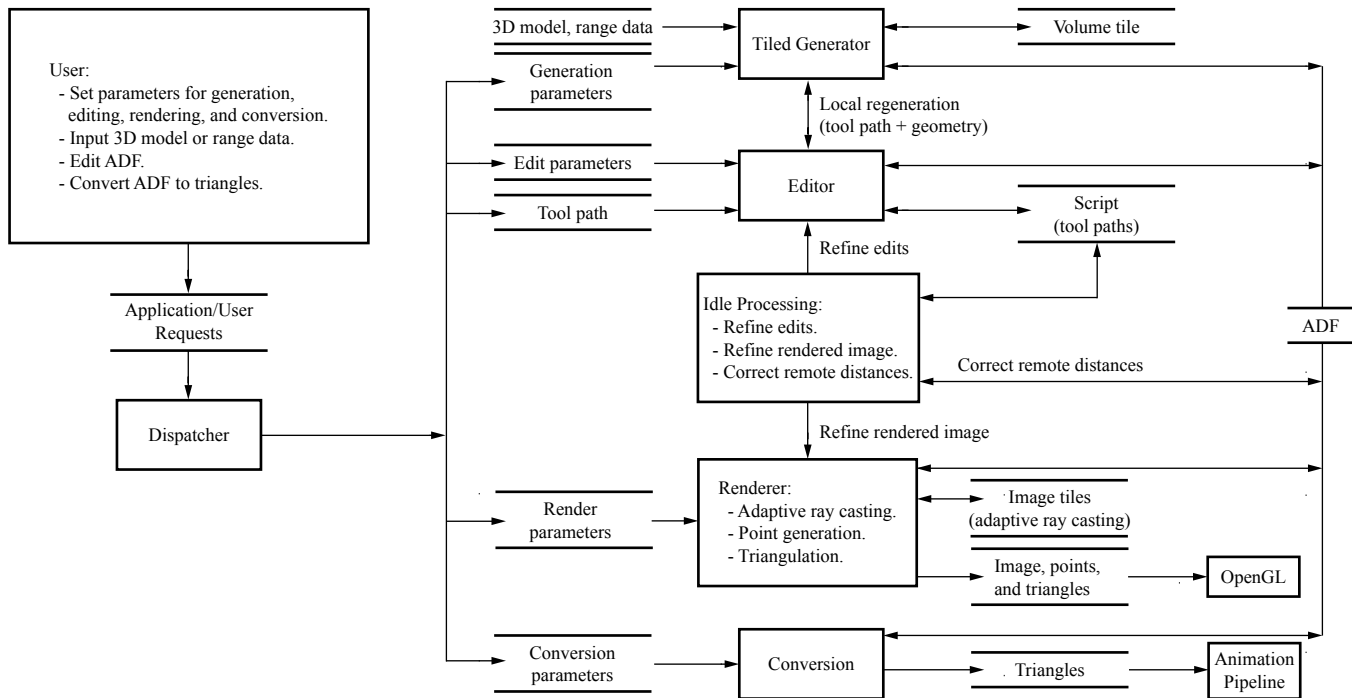 User:
- Set parameters for generation,
editing, rendering, and conversion.
- Input 3D model or range data.
- Edit ADF.
- Convert ADF to triangles.
Application/User
Requests
Dispatcher
3D model, range data
Generation
parameters
Edit parameters
Tool path
Render
parameters
Conversion
parameters
Tiled Generator
Local regeneration
(tool path + geometry)
Editor
Refine edits
Idle Processing:
- Refine edits.
- Refine rendered image.
- Correct remote distances.
Refine rendered image
Renderer:
- Adaptive ray casting.
- Point generation.
- Triangulation.
Conversion
Volume tile
Script
(tool paths)
Correct remote distances
Image tiles
(adaptive ray casting)
Image, points,
and triangles
Triangles
ADF
OpenGL
Animation
Pipeline